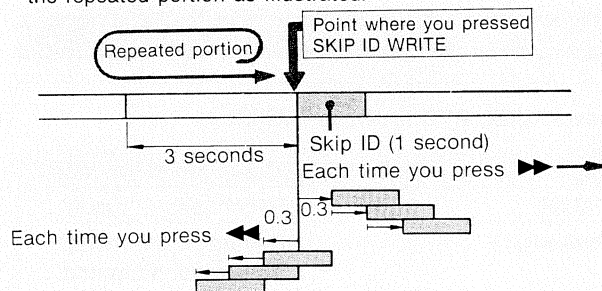 the repeated portion as illustrated.
Point where you pressed
SKIP ID WRITE
Repeated portion
Skip ID (1 second)
3 seconds
Each time you press
0.3
0.3
Each time you press